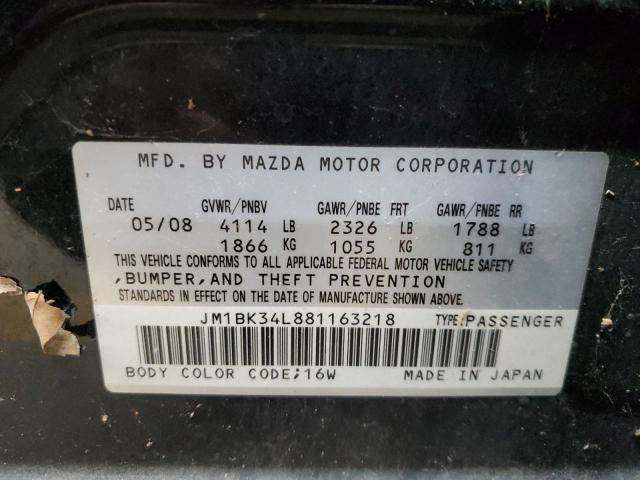 MFD. BY MAZDA MOTOR CORPORATION
DATE GVWR/PNBV GAWR/PNBE FRT GAWR/PNBE RR
05/08 4114 LB 2326 LB 1788 LB
1866 KG 1055 KG 811 KG
THIS VEHICLE CONFORMS TO ALL APPLICABLE FEDERAL MOTOR VEHICLE SAFETY
,BUMPER,AND THEFT PREVENTION
STANDARDS IN EFFECT ON THE DATE OF MANUFACTURE SHOWN ABOVE.
JM1BK34L881163218 TYPE:PASSENGER
BODY COLOR CODE;16W MADE IN JAPAN